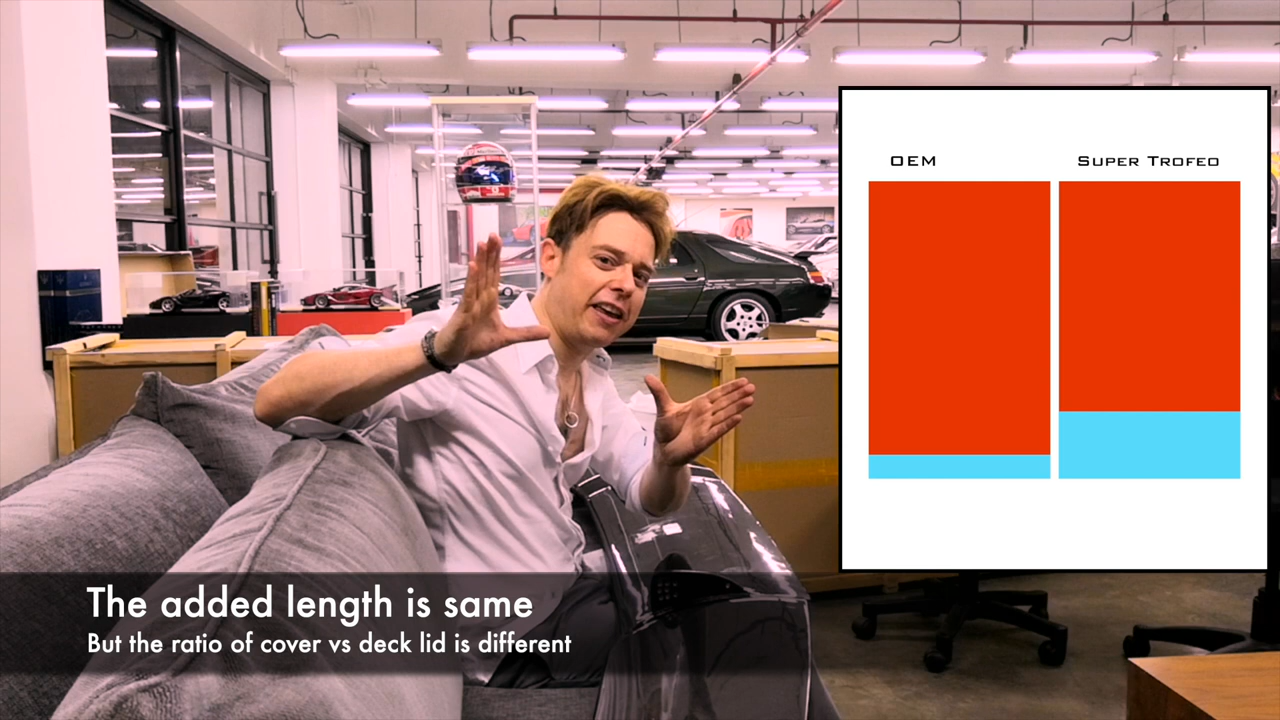 OEM
Super Trofeo
The added length is same
But the ratio of cover vs deck lid is different